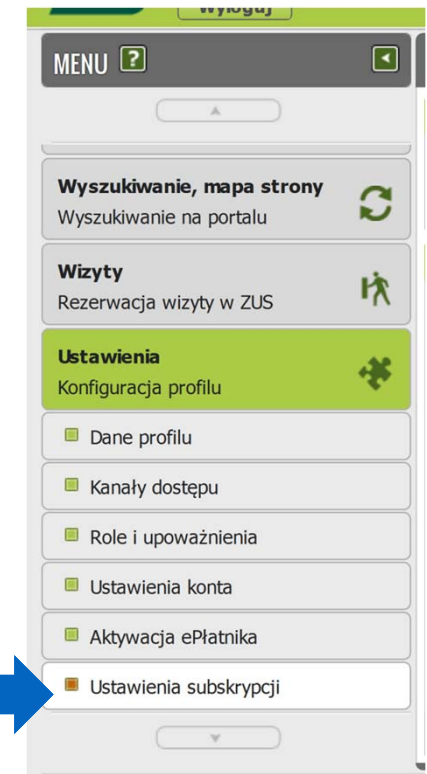 Wyloguj
MENU ?
Wyszukiwanie, mapa strony
Wyszukiwanie na portalu
Wizyty
Rezerwacja wizyty w ZUS
Ustawienia
Konfiguracja profilu
Dane profilu
Kanały dostępu
Role i upoważnienia
Ustawienia konta
Aktywacja ePłatnika
Ustawienia subskrypcji